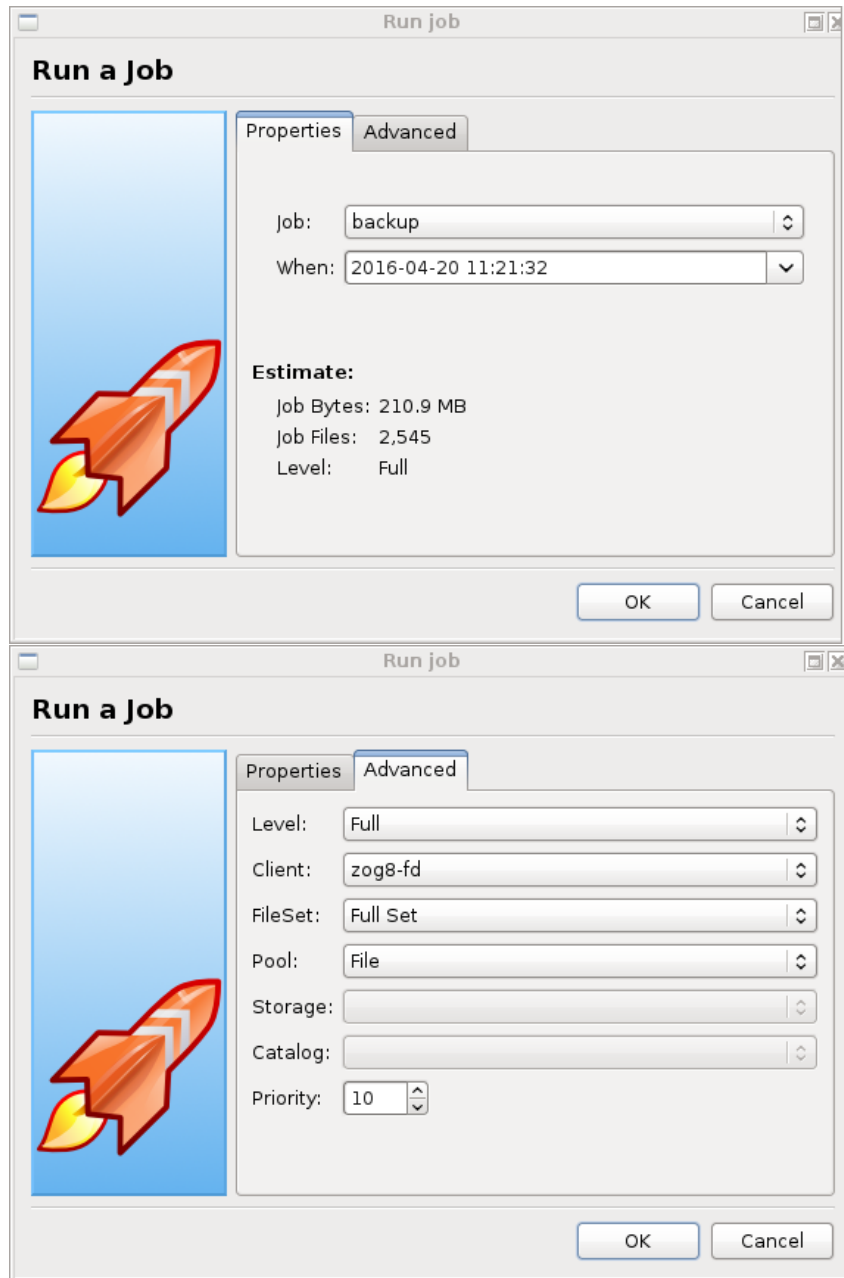 Run job
Run a Job
Properties Advanced
Job: backup
When: 2016-04-20 11:21:32
Estimate:
Job Bytes: 210.9 MB
Job Files: 2,545
Level: Full
OK Cancel
Run job
Run a Job
Properties Advanced
Level: Full
Client: zog8-fd
FileSet: Full Set
Pool: File
Storage:
Catalog:
Priority: 10
OK Cancel